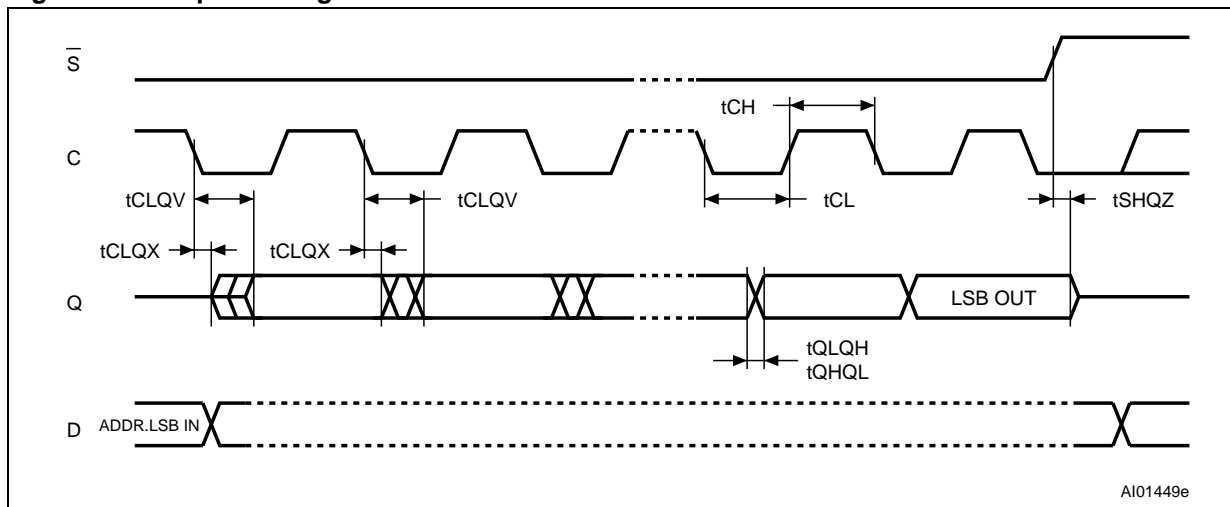 S
tCH
C
tCLQV
tCLQV
tCL
tSHQZ
tCLQX
tCLQX
Q
LSB OUT
tQLQH
tQHQL
D
ADDR.LSB IN
AI01449e